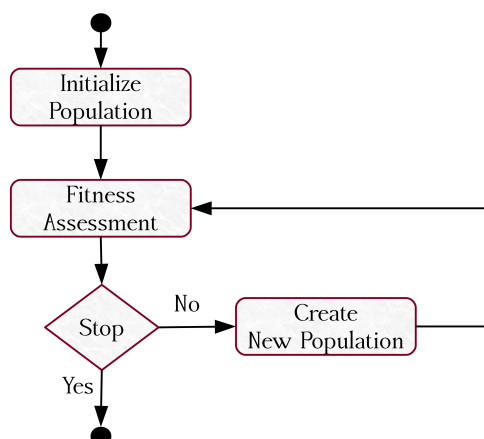 Initialize
Population
Fitness
Assessment
Stop
No
Create
New Population
Yes